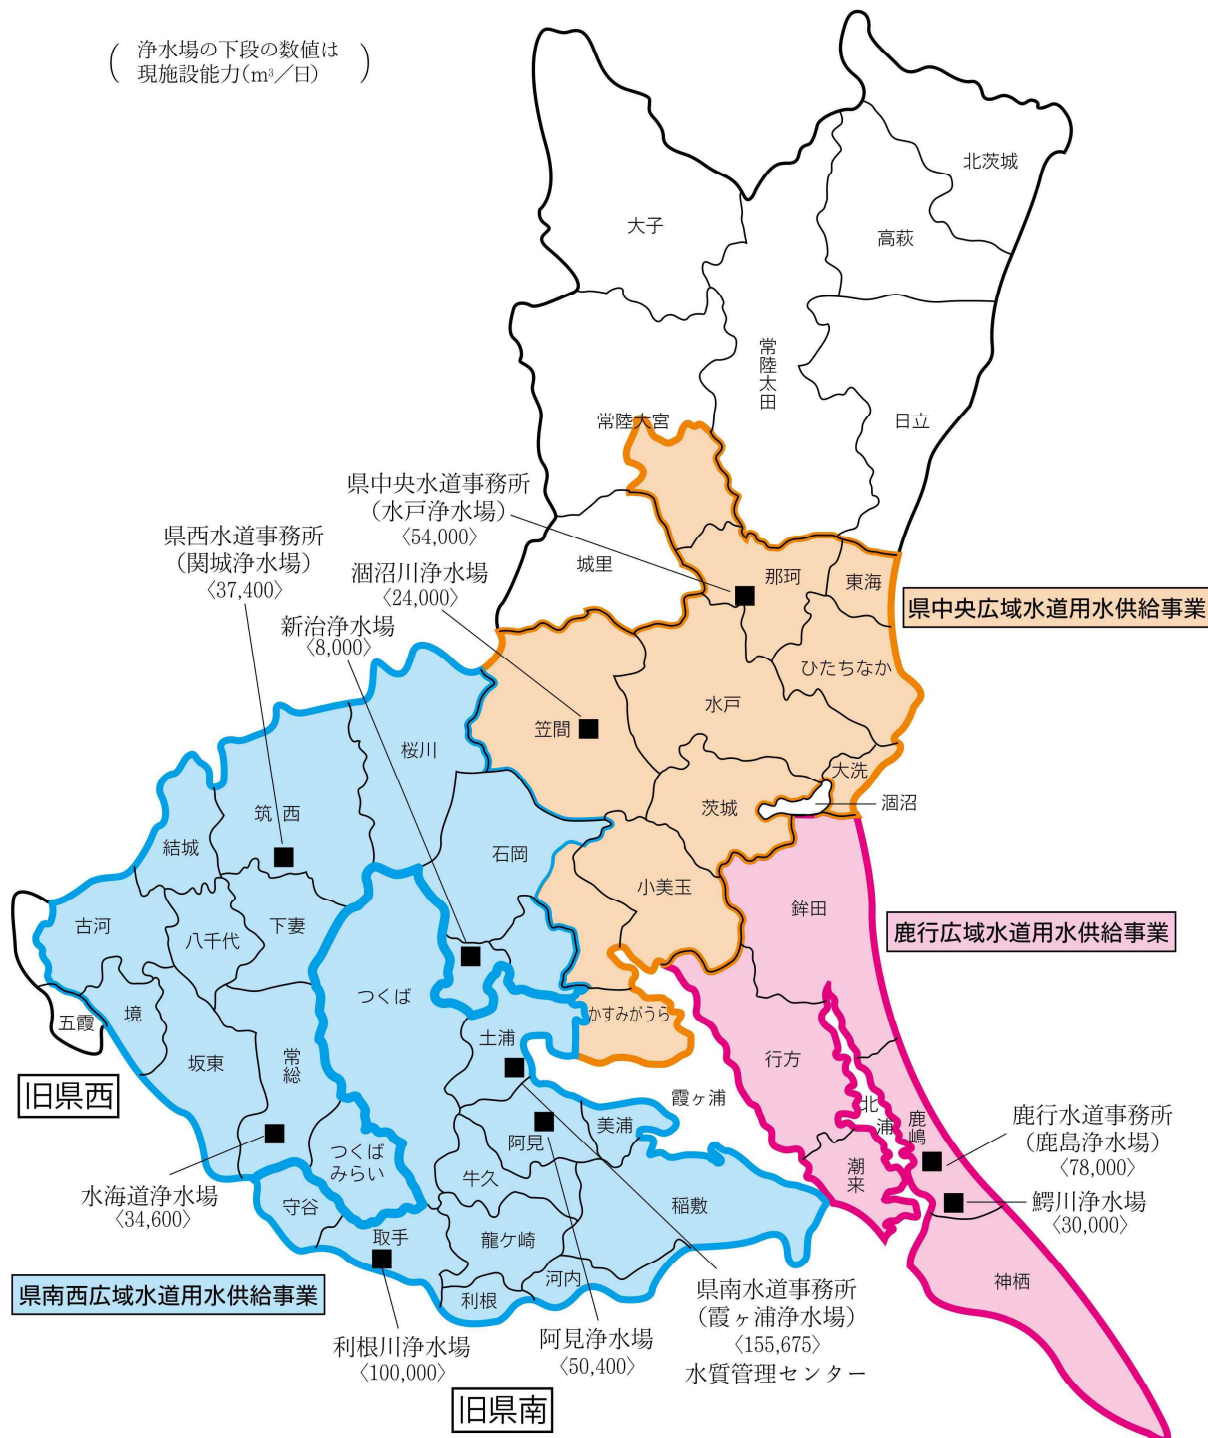 浄水場の下段の数値は
現施設能力(m³／日)
北茨城
大子
高萩
常陸太田
常陸大宮
日立
県中央水道事務所
(水戸浄水場)
〈54,000〉
県西水道事務所
(関城浄水場)
〈37,400〉
涸沼川浄水場
〈24,000〉
城里
那珂
東海
県中央広域水道用水供給事業
新治浄水場
〈8,000〉
ひたちなか
水戸
笠間
桜川
大洗
涸沼
茨城
筑西
結城
石岡
小美玉
鉾田
古河
八千代
下妻
鹿行広域水道用水供給事業
つくば
かすみがうら
境
五霞
坂東
常総
土浦
行方
旧県西
霞ヶ浦
北浦
鹿嶋
鹿行水道事務所
(鹿島浄水場)
〈78,000〉
阿見
美浦
つくば
みらい
牛久
潮来
水海道浄水場
〈34,600〉
守谷
稲敷
鰐川浄水場
〈30,000〉
取手
龍ケ崎
河内
神栖
県南西広域水道用水供給事業
利根
県南水道事務所
(霞ヶ浦浄水場)
〈155,675〉
水質管理センター
利根川浄水場
〈100,000〉
阿見浄水場
〈50,400〉
旧県南